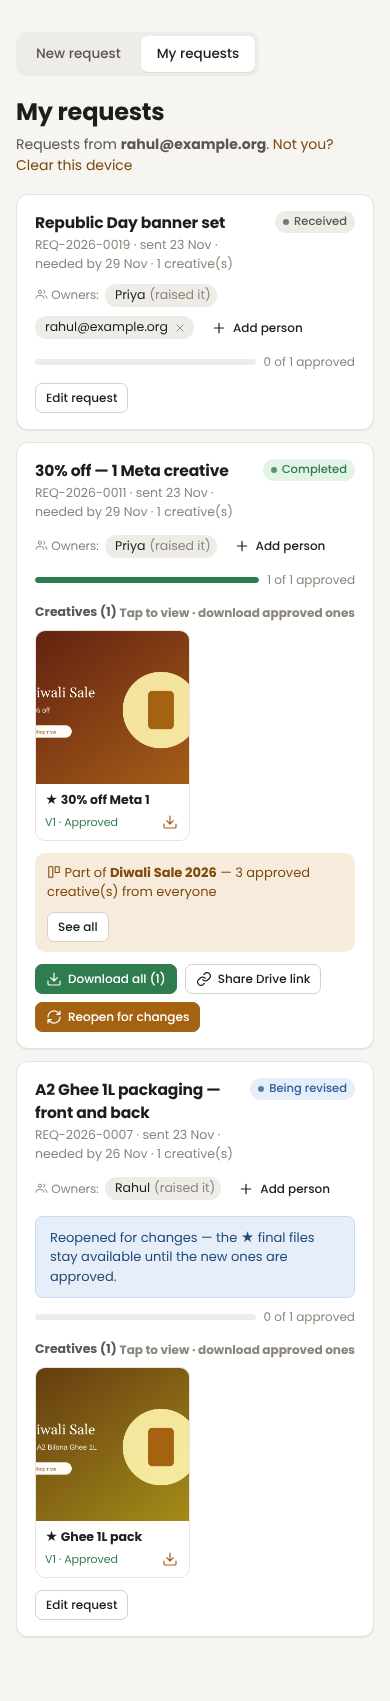 New request
My requests
My requests
Requests from rahul@example.org. Not you?
Clear this device
Republic Day banner set
Received
REQ-2026-0019 · sent 23 Nov ·
needed by 29 Nov · 1 creative(s)
Owners: Priya (raised it)
rahul@example.org × + Add person
0 of 1 approved
Edit request
30% off — 1 Meta creative
Completed
REQ-2026-0011 · sent 23 Nov ·
needed by 29 Nov · 1 creative(s)
Owners: Priya (raised it) + Add person
1 of 1 approved
Creatives (1) Tap to view · download approved ones
iwali Sale
% off
Shop now
★ 30% off Meta 1
V1 · Approved
Part of Diwali Sale 2026 — 3 approved
creative(s) from everyone
See all
Download all (1)
Share Drive link
Reopen for changes
A2 Ghee 1L packaging —
front and back
Being revised
REQ-2026-0007 · sent 23 Nov ·
needed by 26 Nov · 1 creative(s)
Owners: Rahul (raised it) + Add person
Reopened for changes — the ★ final files
stay available until the new ones are
approved.
0 of 1 approved
Creatives (1) Tap to view · download approved ones
iwali Sale
A2 Bilona Ghee 1L
Shop now
★ Ghee 1L pack
V1 · Approved
Edit request